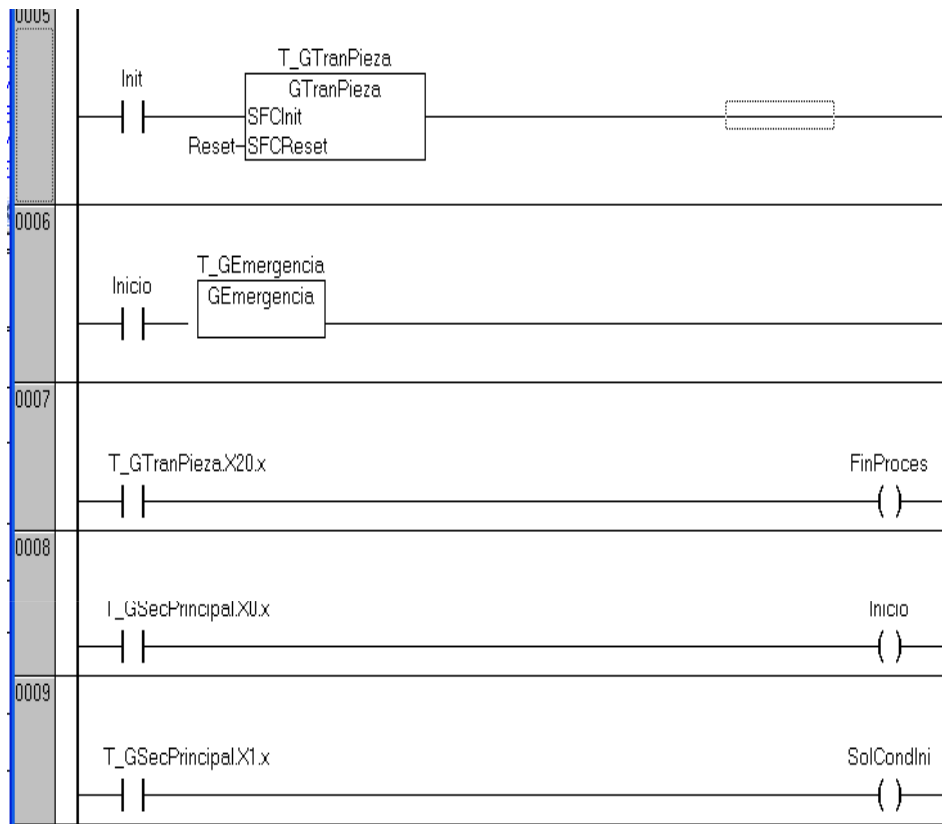 0005
T_GTranPieza
Init
GTranPieza
SFCInit
Reset SFCReset
0006
T_GEmergencia
Inicio
GEmergencia
0007
T_GTranPieza.X20.x FinProces
0008
T_GSecPrincipal.X0.x Inicio
0009
T_GSecPrincipal.X1.x SolCondIni